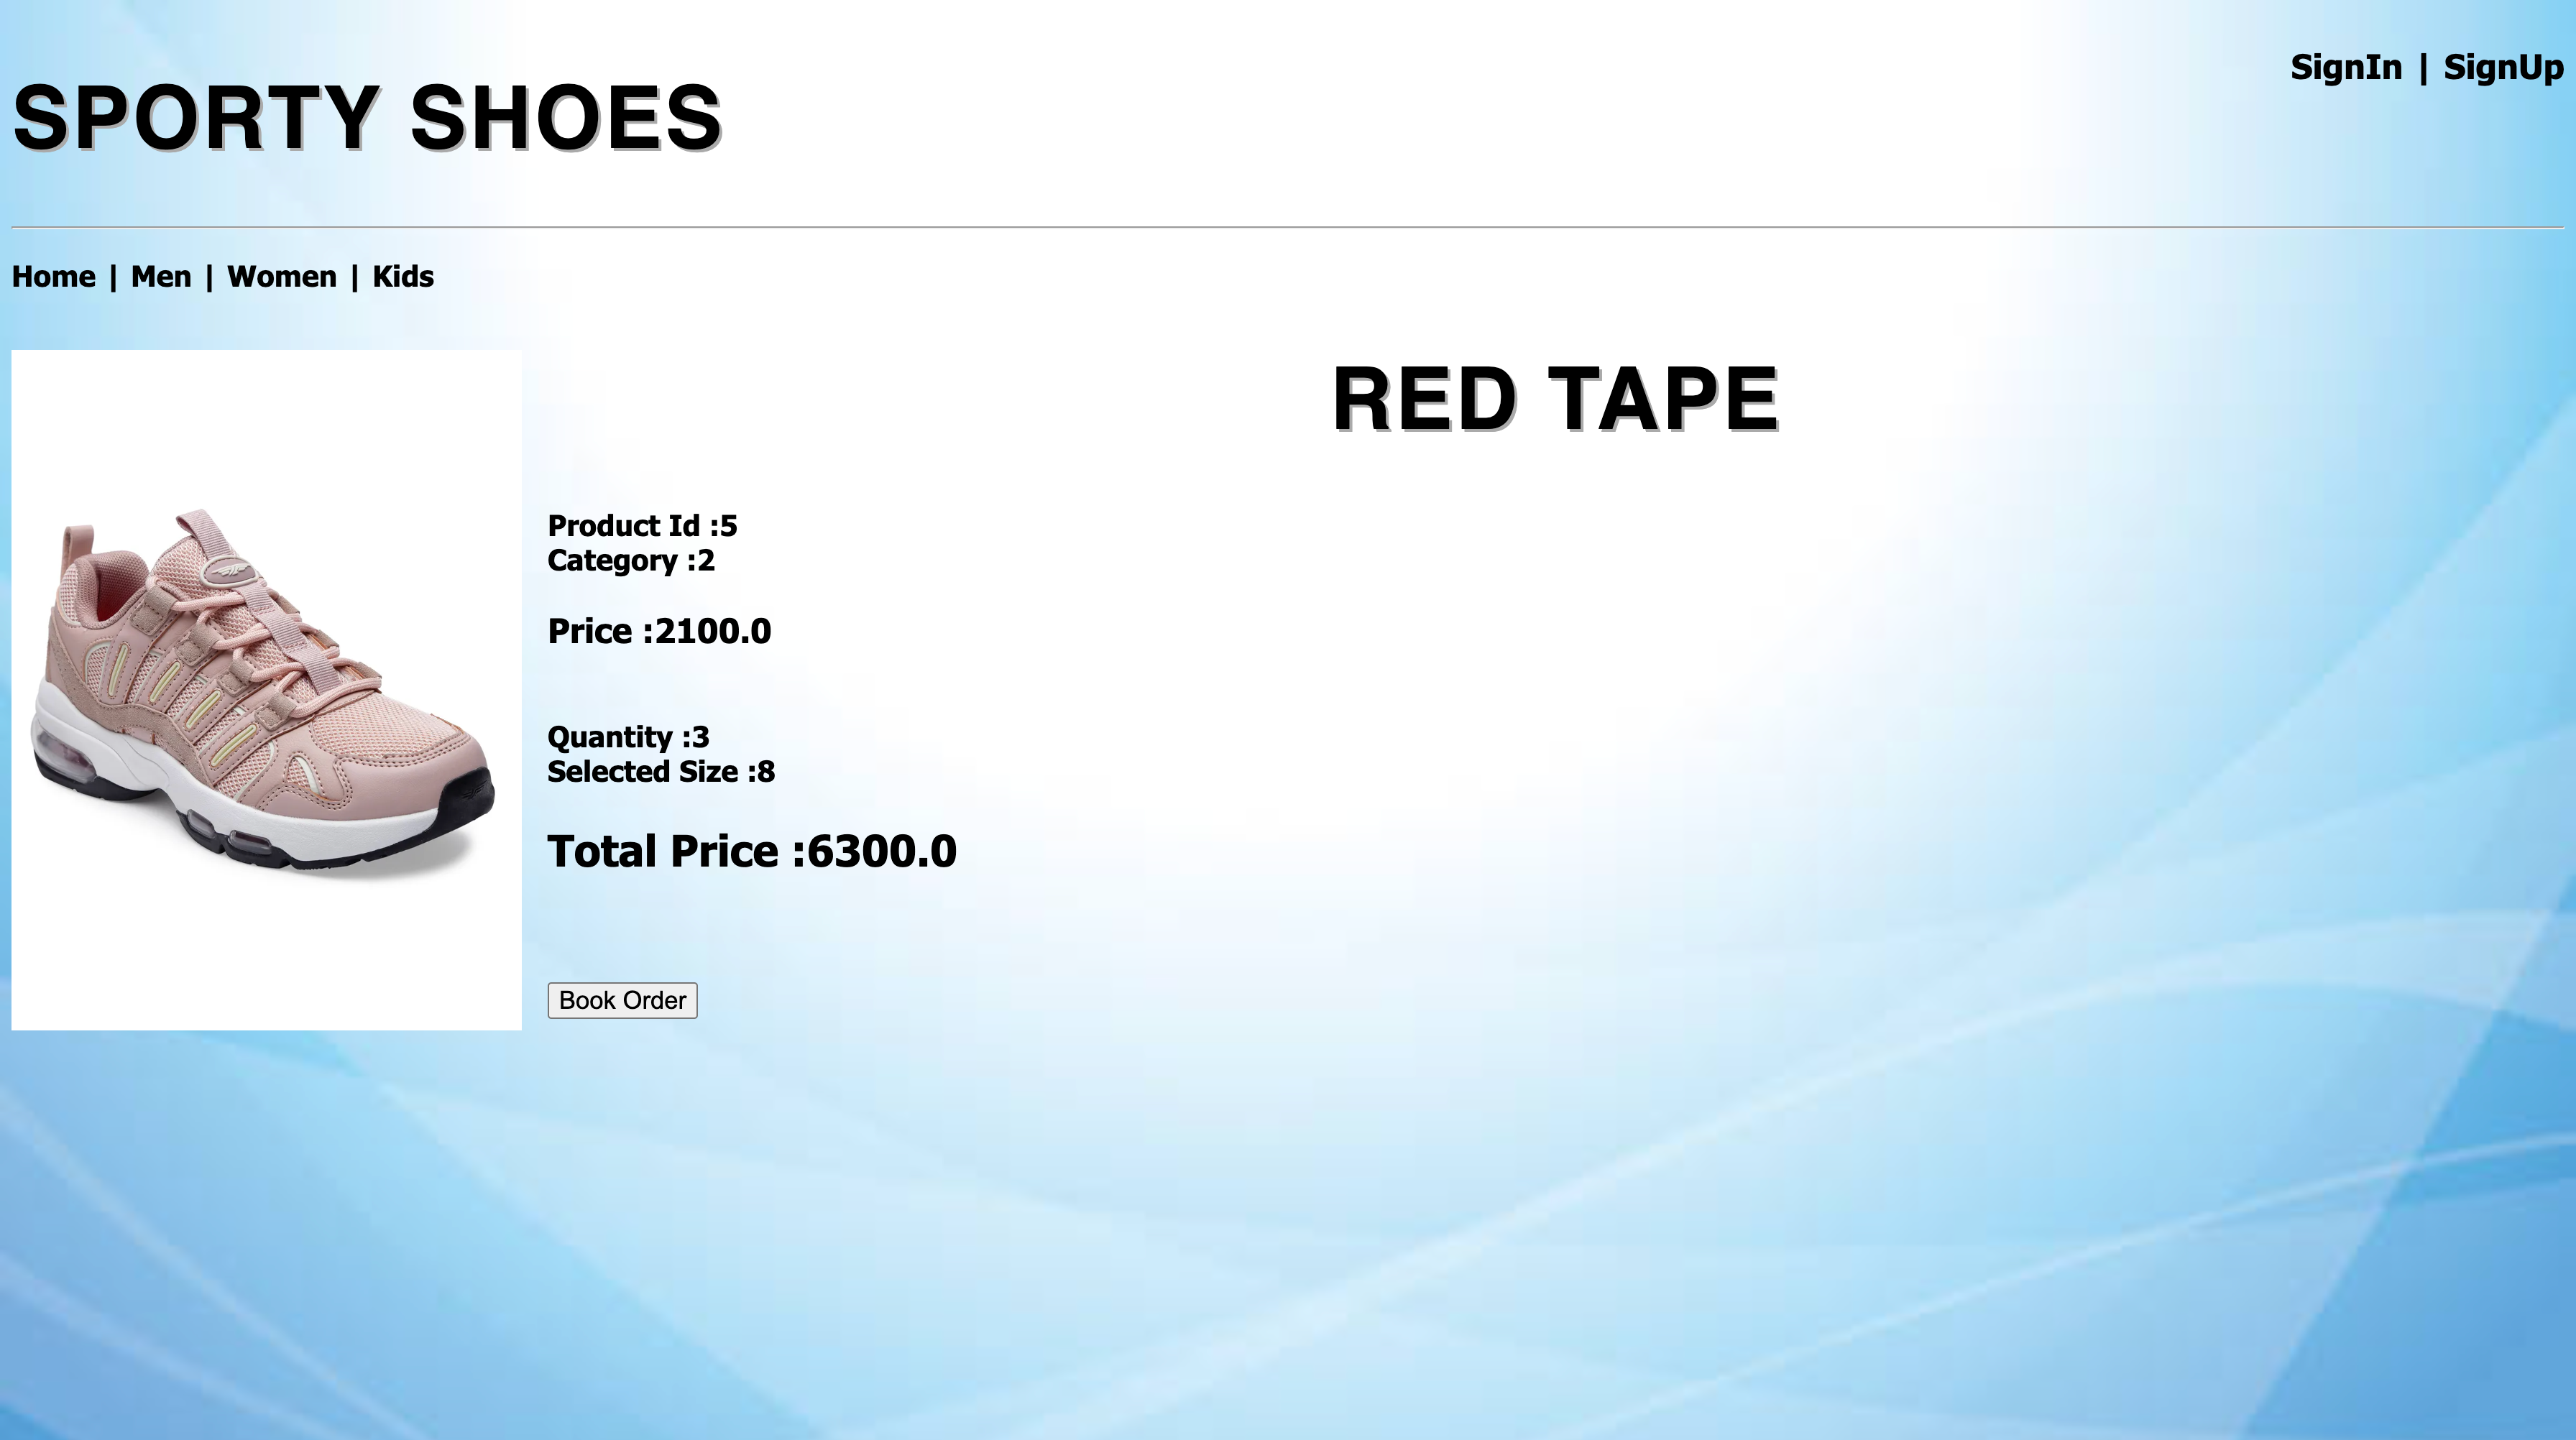 SignIn | SignUp
SPORTY SHOES
Home | Men | Women | Kids
RED TAPE
Product Id :5
Category :2
Price :2100.0
Quantity :3
Selected Size :8
Total Price :6300.0
Book Order